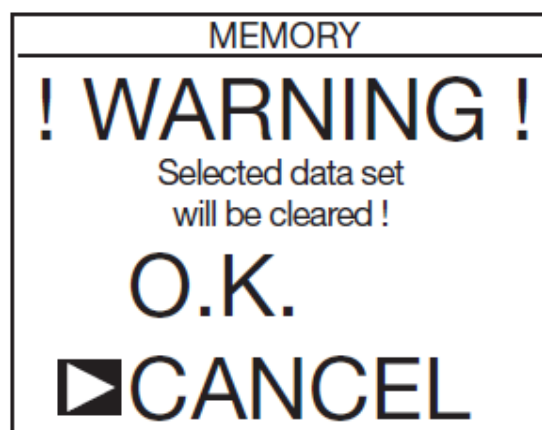 MEMORY
! WARNING !
Selected data set
will be cleared !
O.K.
CANCEL